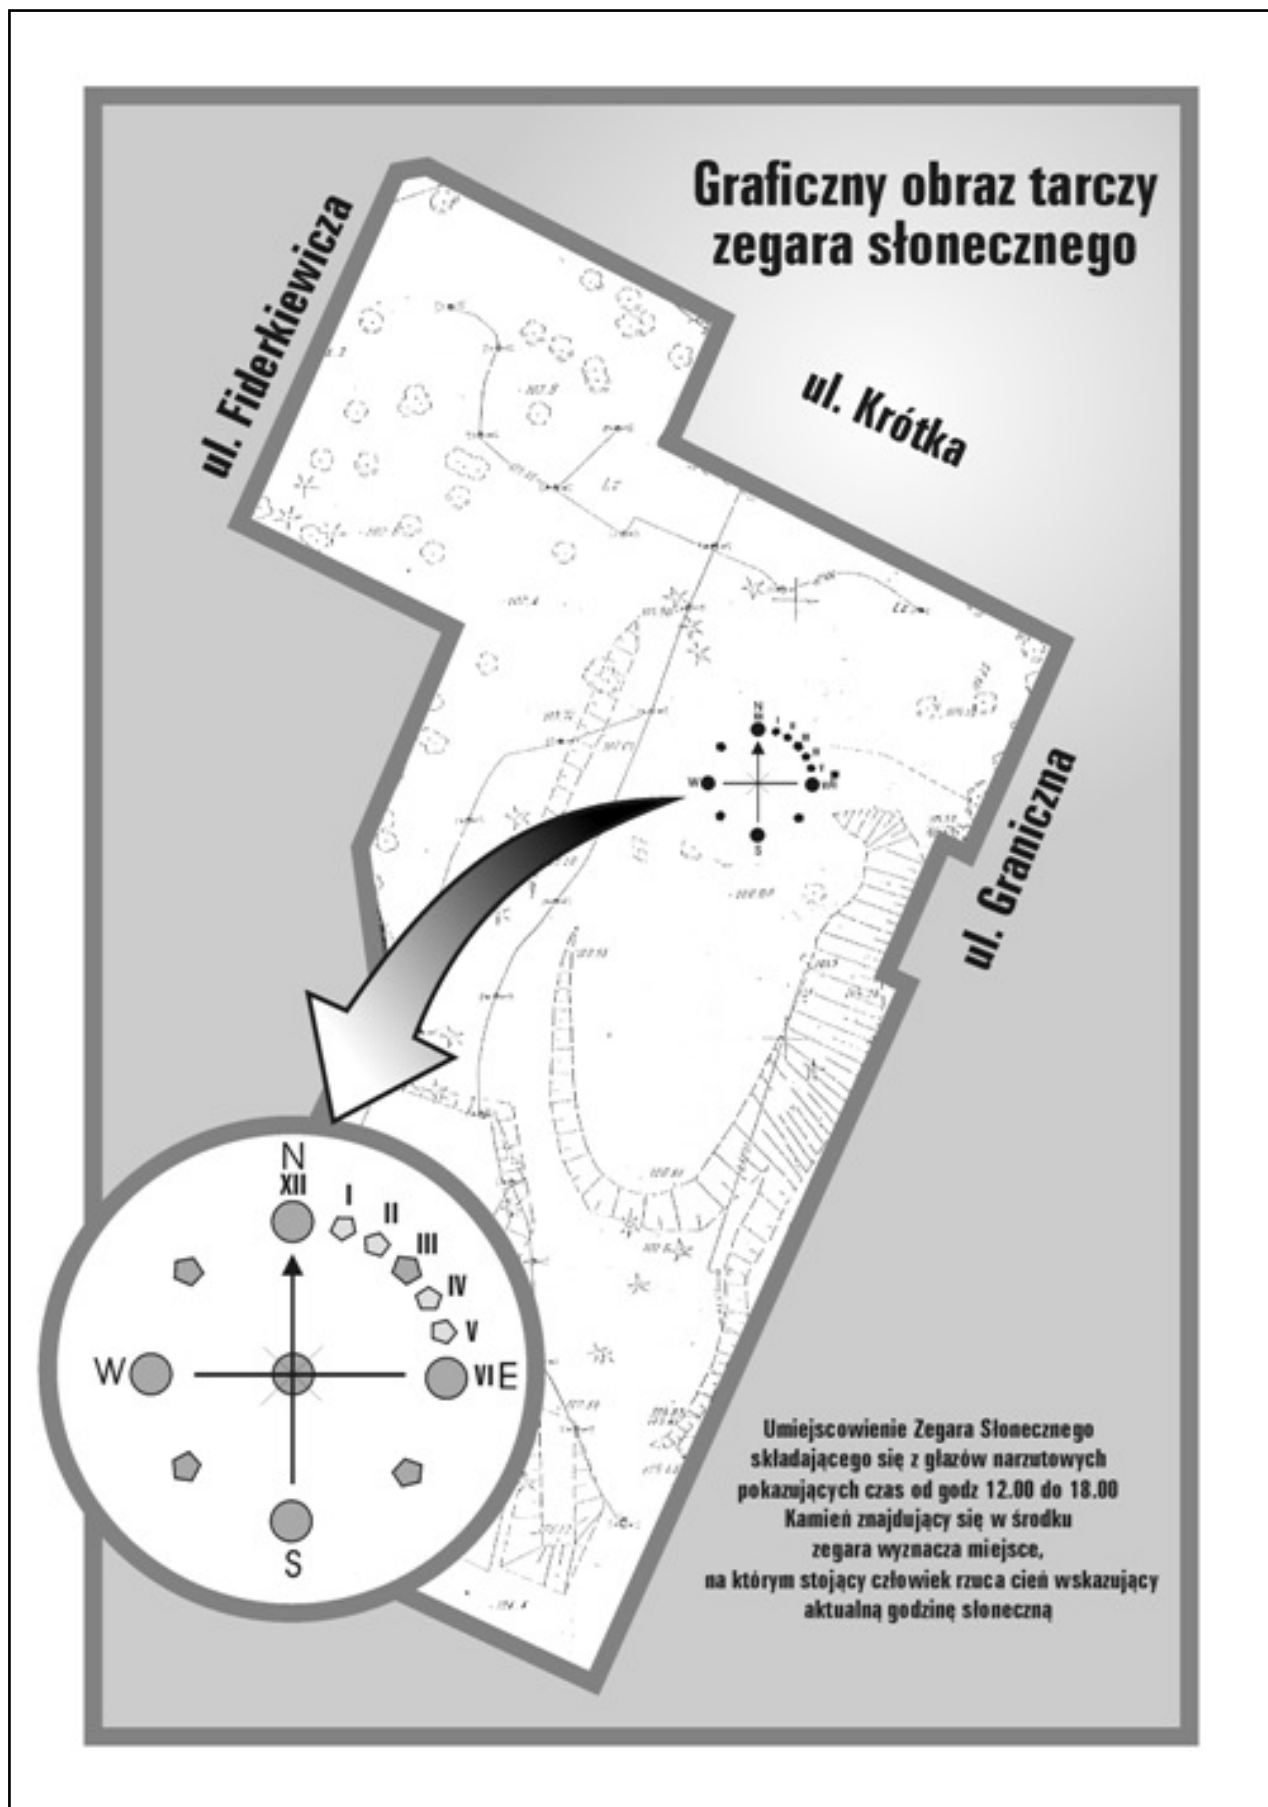 Graficzny obraz tarczy
zegara słonecznego
ul. Fiderkiewicza
ul. Krótka
ul. Graniczna
N
W
S
N
XII
I
II
III
IV
V
VI E
W
S
Umiejscowienie Zegara Słonecznego
składającego się z głazów narzutowych
pokazujących czas od godz 12.00 do 18.00
Kamień znajdujący się w środku
zegara wyznacza miejsce,
na którym stojący człowiek rzuca cień wskazujący
aktualną godzinę słoneczną